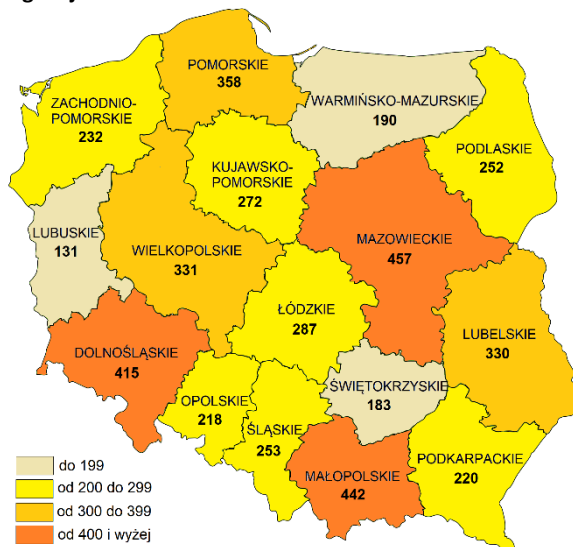 POMORSKIE
358
WARMIŃSKO-MAZURSKIE
190
ZACHODNIO-
POMORSKIE
232
PODLASKIE
252
KUJAWSKO-
POMORSKIE
272
LUBUSKIE
131
WIELKOPOLSKIE
331
MAZOWIECKIE
457
ŁÓDZKIE
287
LUBELSKIE
330
DOLNOŚLĄSKIE
415
ŚWIĘTOKRZYSKIE
183
OPOLSKIE
218
ŚLĄSKIE
253
MAŁOPOLSKIE
442
PODKARPACKIE
220
do 199
od 200 do 299
od 300 do 399
od 400 i wyżej